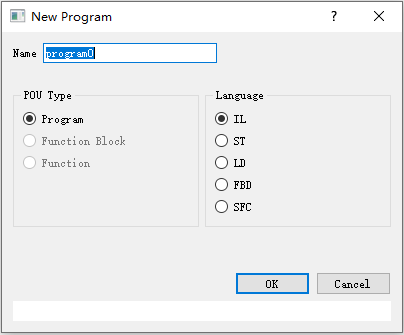 New Program
Name program0
POU Type
Program
Function Block
Function
Language
IL
ST
LD
FBD
SFC
OK Cancel